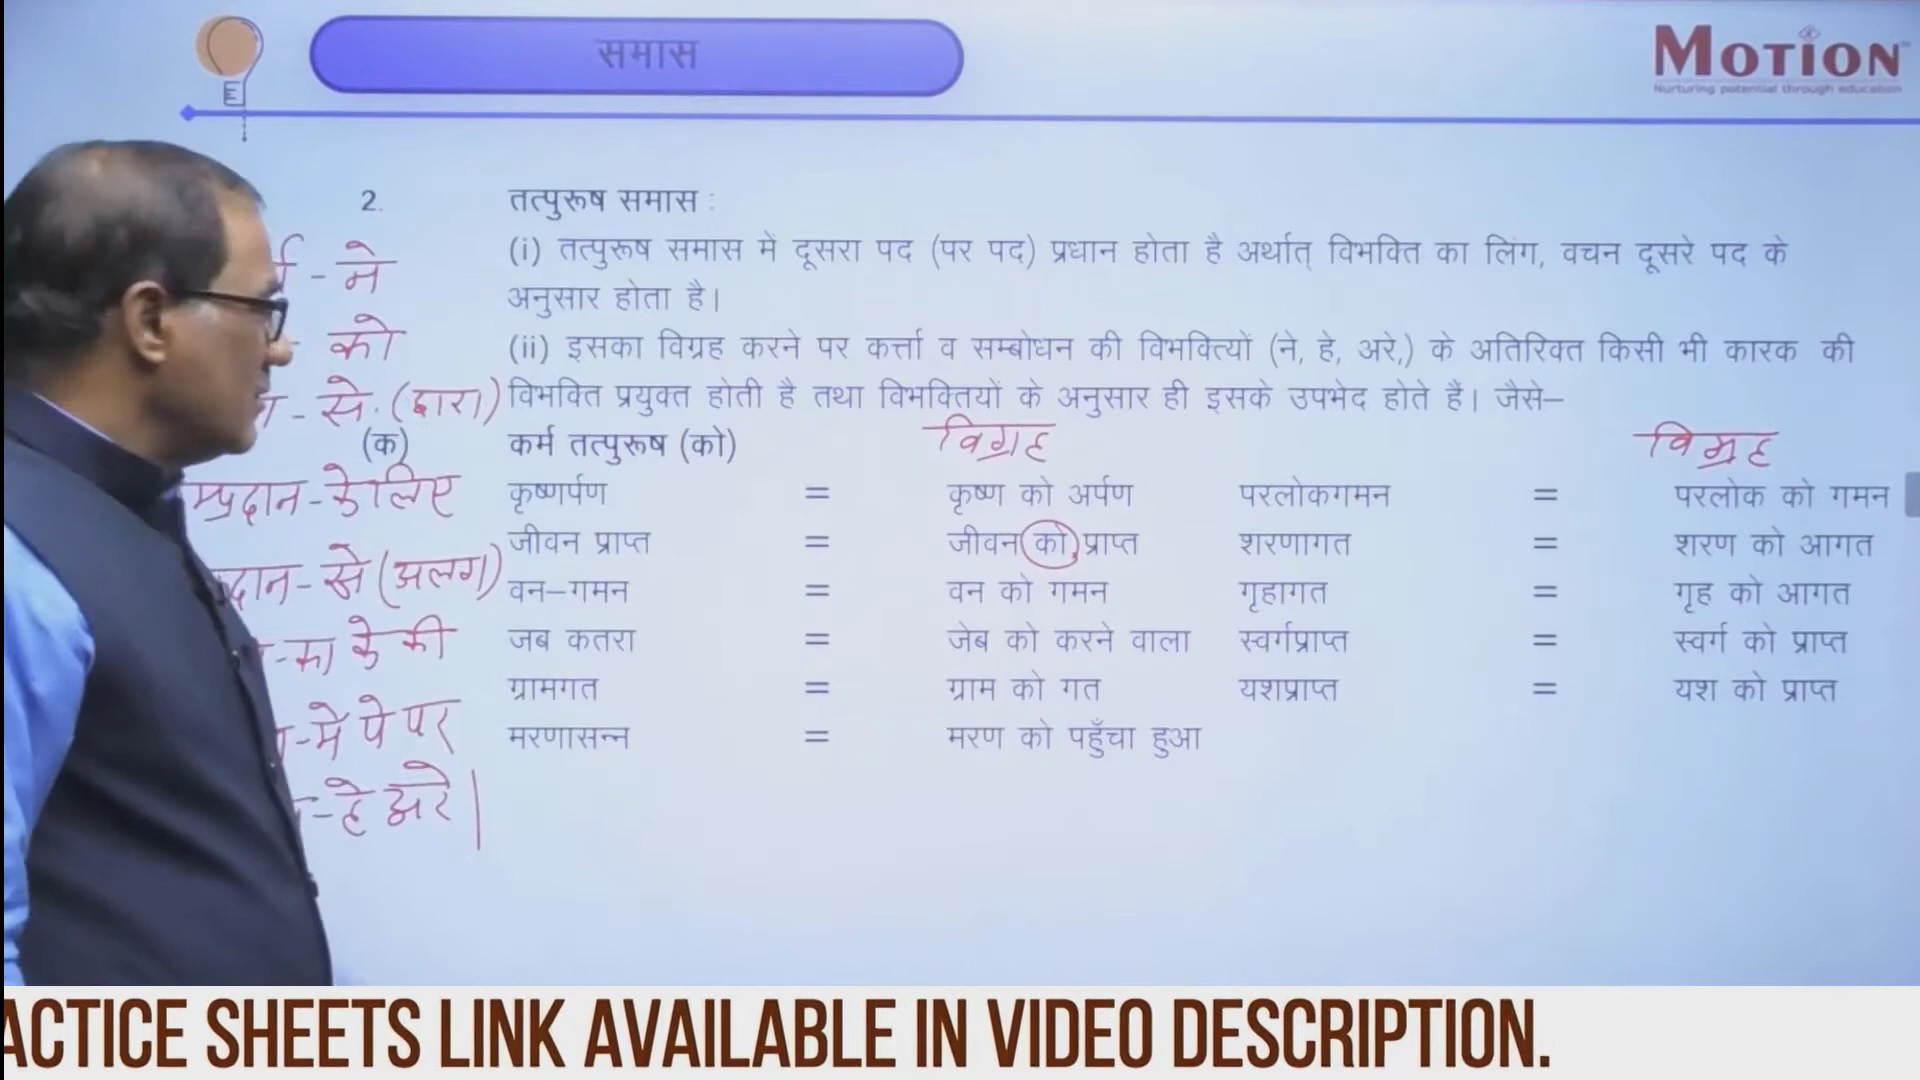 समास
MOTION
Nurturing potential through education
2. तत्पुरूष समास :
(i) तत्पुरूष समास में दूसरा पद (पर पद) प्रधान होता है अर्थात् विभक्ति का लिंग, वचन दूसरे पद के
- ने
अनुसार होता है।
- को
(ii) इसका विग्रह करने पर कर्त्ता व सम्बोधन की विभक्त्यिों (ने, हे, अरे,) के अतिरिक्त किसी भी कारक की
- से. (द्वारा)
विभक्ति प्रयुक्त होती है तथा विभक्तियों के अनुसार ही इसके उपभेद होते हैं। जैसे–
(क) कर्म तत्पुरूष (को) विग्रह विग्रह
म्प्रदान - के लिए
कृष्णर्पण = कृष्ण को अर्पण परलोकगमन = परलोक को गमन
जीवन प्राप्त = जीवन को प्राप्त शरणागत = शरण को आगत
दान - से (अलग)
वन–गमन = वन को गमन गृहागत = गृह को आगत
- का के की
जब कतरा = जेब को करने वाला स्वर्गप्राप्त = स्वर्ग को प्राप्त
ग्रामगत = ग्राम को गत यशप्राप्त = यश को प्राप्त
- में पे पर
मरणासन्न = मरण को पहुँचा हुआ
- हे अरे |
ACTICE SHEETS LINK AVAILABLE IN VIDEO DESCRIPTION.